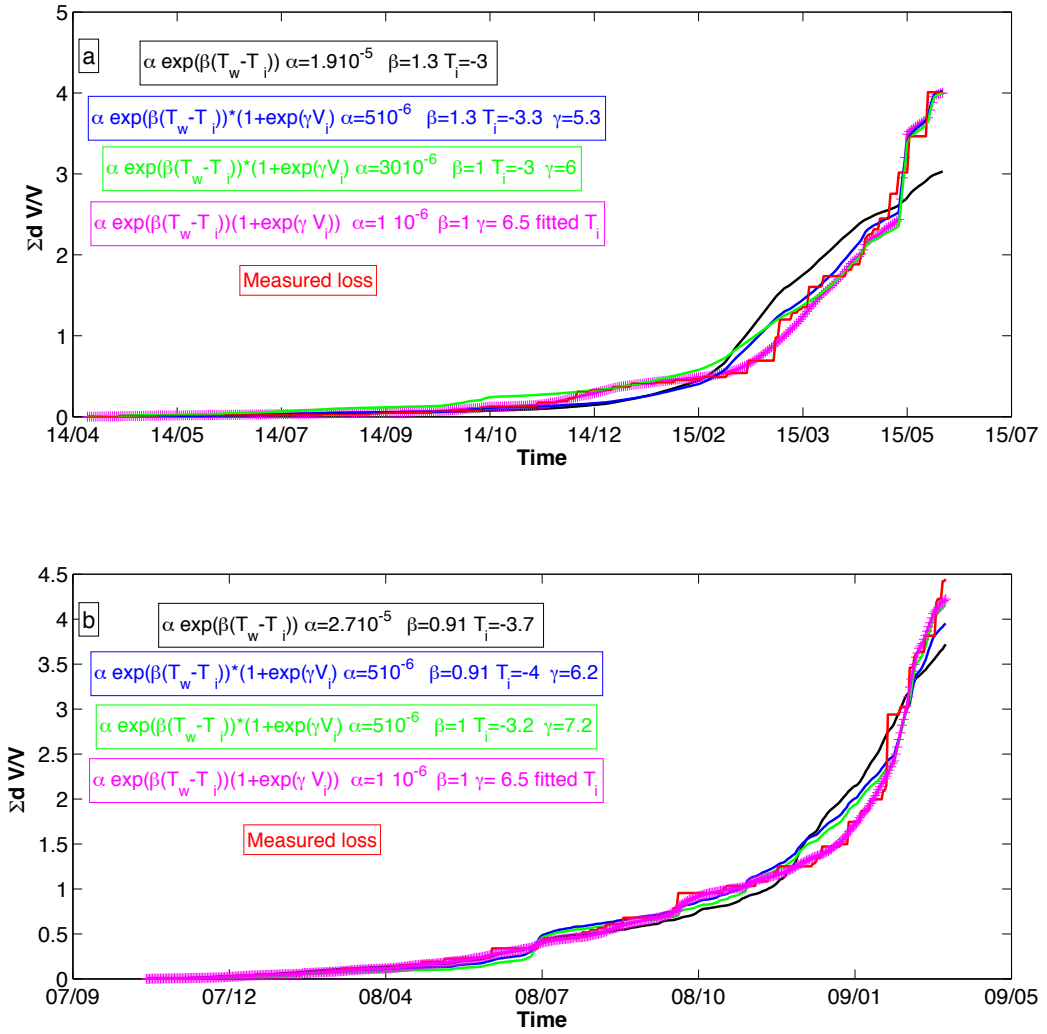 5
4
3
2
1
0
Σd V/V
a
α exp(β(T_w-T_i)) α=1.910^-5 β=1.3 T_i=-3
α exp(β(T_w-T_i))*(1+exp(γV_i) α=510^-6 β=1.3 T_i=-3.3 γ=5.3
α exp(β(T_w-T_i))*(1+exp(γV_i) α=3010^-6 β=1 T_i=-3 γ=6
α exp(β(T_w-T_i))(1+exp(γ V_i)) α=1 10^-6 β=1 γ= 6.5 fitted T_i
Measured loss
14/04 14/05 14/07 14/09 14/10 14/12 15/02 15/03 15/05 15/07
Time
4.5
4
3.5
3
2.5
2
1.5
1
0.5
0
Σd V/V
b
α exp(β(T_w-T_i)) α=2.710^-5 β=0.91 T_i=-3.7
α exp(β(T_w-T_i))*(1+exp(γV_i) α=510^-6 β=0.91 T_i=-4 γ=6.2
α exp(β(T_w-T_i))*(1+exp(γV_i) α=510^-6 β=1 T_i=-3.2 γ=7.2
α exp(β(T_w-T_i))(1+exp(γ V_i)) α=1 10^-6 β=1 γ= 6.5 fitted T_i
Measured loss
07/09 07/12 08/04 08/07 08/10 09/01 09/05
Time